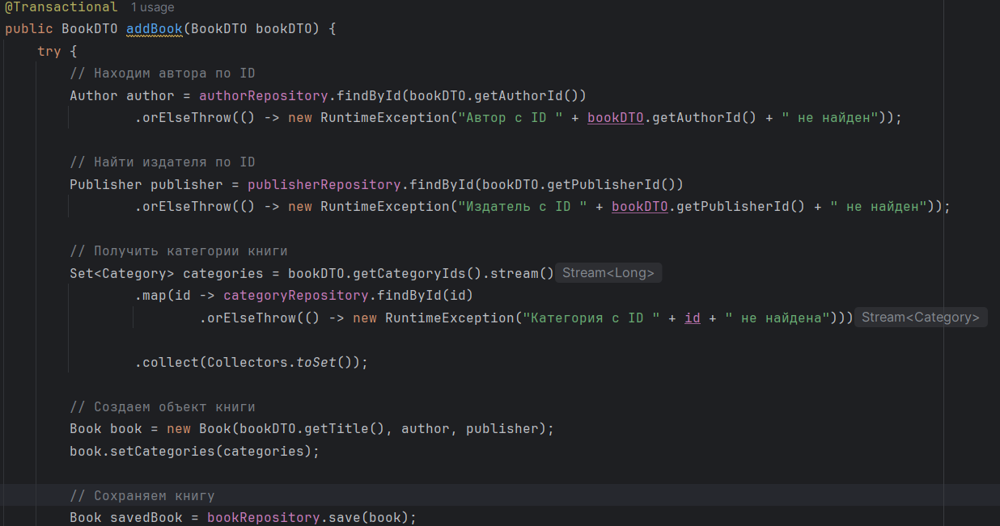 @Transactional 1 usage
public BookDTO addBook(BookDTO bookDTO) {
try {
// Находим автора по ID
Author author = authorRepository.findById(bookDTO.getAuthorId())
.orElseThrow(() -> new RuntimeException("Автор с ID " + bookDTO.getAuthorId() + " не найден"));
// Найти издателя по ID
Publisher publisher = publisherRepository.findById(bookDTO.getPublisherId())
.orElseThrow(() -> new RuntimeException("Издатель с ID " + bookDTO.getPublisherId() + " не найден"));
// Получить категории книги
Set<Category> categories = bookDTO.getCategoryIds().stream() Stream<Long>
.map(id -> categoryRepository.findById(id)
.orElseThrow(() -> new RuntimeException("Категория с ID " + id + " не найдена"))) Stream<Category>
.collect(Collectors.toSet());
// Создаем объект книги
Book book = new Book(bookDTO.getTitle(), author, publisher);
book.setCategories(categories);
// Сохраняем книгу
Book savedBook = bookRepository.save(book);